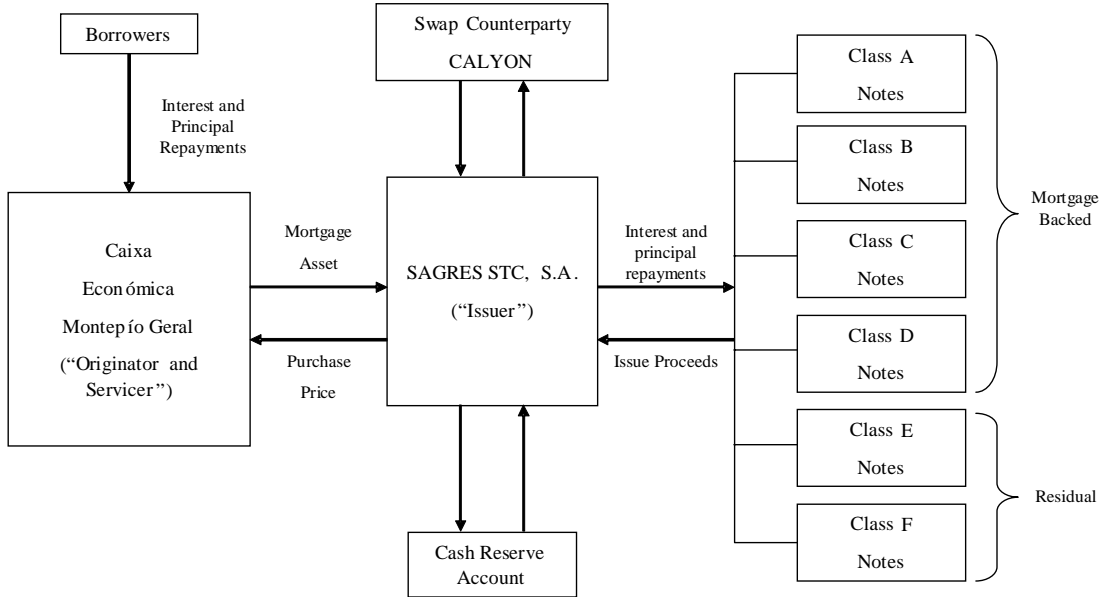 Borrowers
Swap Counterparty
CALYON
Interest and
Principal
Repayments
Caixa
Económica
Montepío Geral
(“Originator and
Servicer”)
Mortgage
Asset
Purchase
Price
SAGRES STC, S.A.
(“Issuer”)
Interest and
principal
repayments
Issue Proceeds
Cash Reserve
Account
Class A
Notes
Class B
Notes
Class C
Notes
Class D
Notes
Class E
Notes
Class F
Notes
Mortgage
Backed
Residual